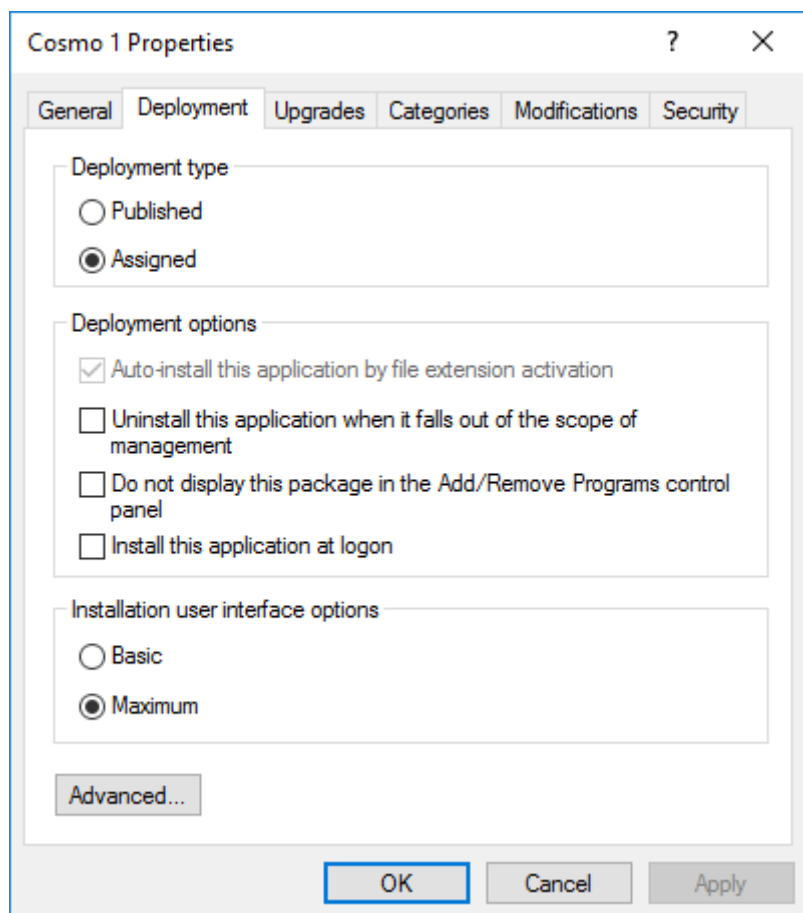 Cosmo 1 Properties ?
General Deployment Upgrades Categories Modifications Security
Deployment type
Published
Assigned
Deployment options
Auto-install this application by file extension activation
Uninstall this application when it falls out of the scope of
management
Do not display this package in the Add/Remove Programs control
panel
Install this application at logon
Installation user interface options
Basic
Maximum
Advanced...
OK Cancel Apply